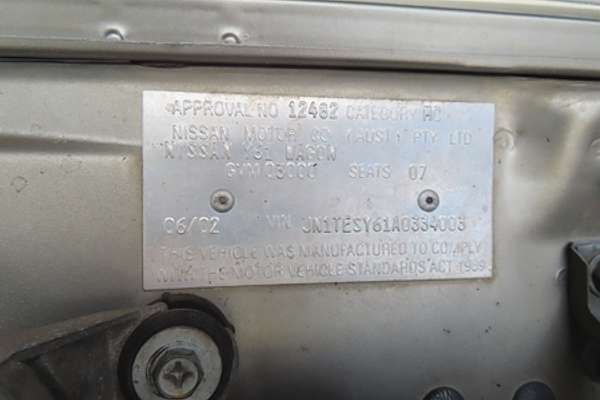 APPROVAL NO 12482 CATEGORY MC
NISSAN MOTOR CO (AUST) PTY LTD
NISSAN Y61 WAGON
GVM 03000 SEATS 07
06/02 VIN JN1TESY61A0334003
THIS VEHICLE WAS MANUFACTURED TO COMPLY
WITH THE MOTOR VEHICLE STANDARDS ACT 1989